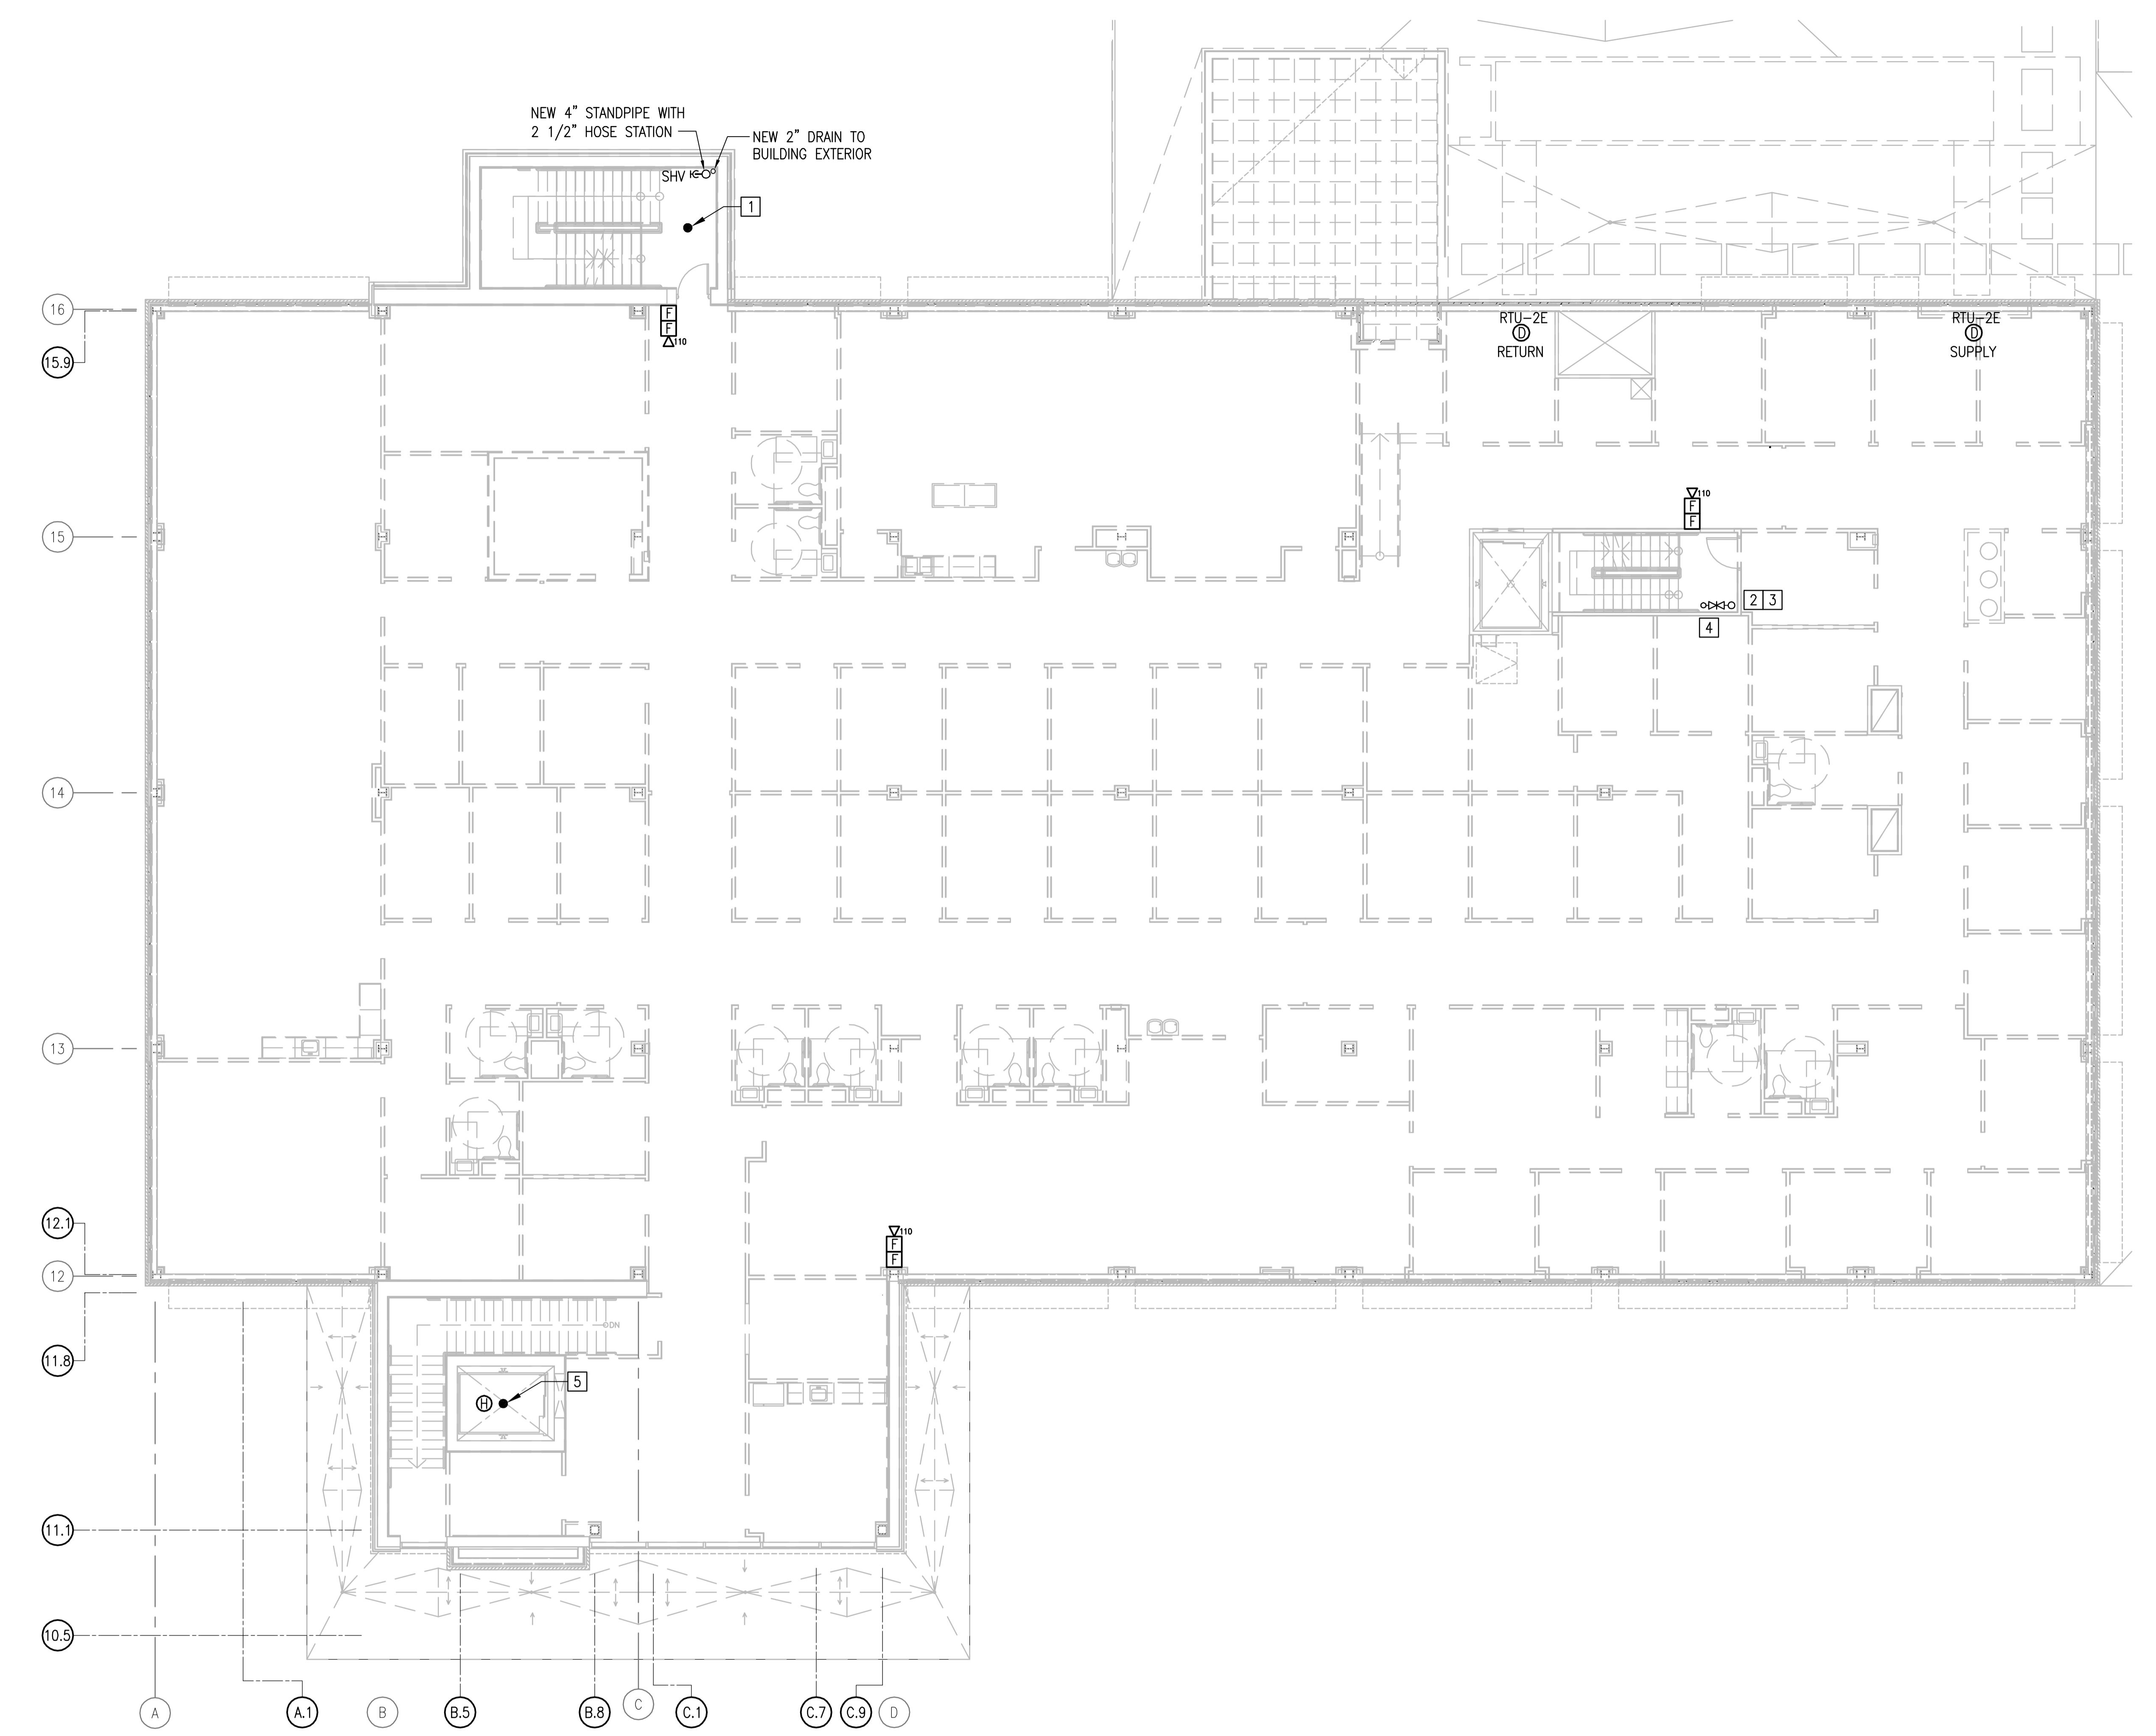 NEW 4" STANDPIPE WITH
2 1/2" HOSE STATION
NEW 2" DRAIN TO
BUILDING EXTERIOR
SHV
1
16
15.9
F
F
110
RTU-2E
D
RETURN
RTU-2E
D
SUPPLY
110
F
F
15
2 3
4
14
13
12.1
110
F
F
12
DN
11.8
5
H
11.1
10.5
A
A.1
B
B.5
B.8
C
C.1
C.7
C.9
D